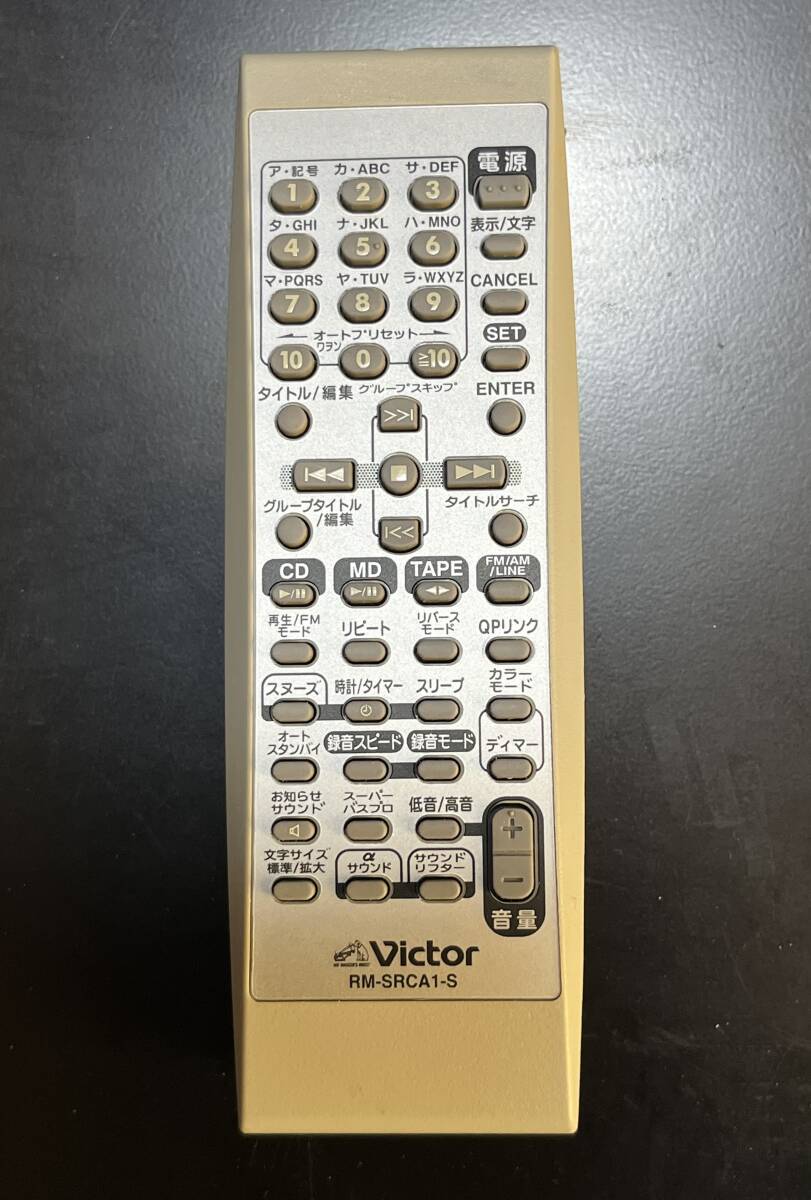 電源
ア・記号 カ・ABC サ・DEF
1 2 3
タ・GHI ナ・JKL ハ・MNO 表示/文字
4 5 6
マ・PQRS ヤ・TUV ラ・WXYZ CANCEL
7 8 9
オートプリセット SET
ワヲン
10 0 ≧10
タイトル/編集 グループスキップ ENTER
グループタイトル タイトルサーチ
/編集
CD MD TAPE FM/AM
/LINE
再生/FM
モード
リピート
リバース
モード
QPリンク
スヌーズ 時計/タイマー スリープ
カラー
モード
オート
スタンバイ
録音スピード 録音モード ディマー
お知らせ
サウンド
スーパー
バスプロ
低音/高音
+
−
文字サイズ
標準/拡大
α
サウンド
サウンド
リフター
音量
Victor
RM-SRCA1-S